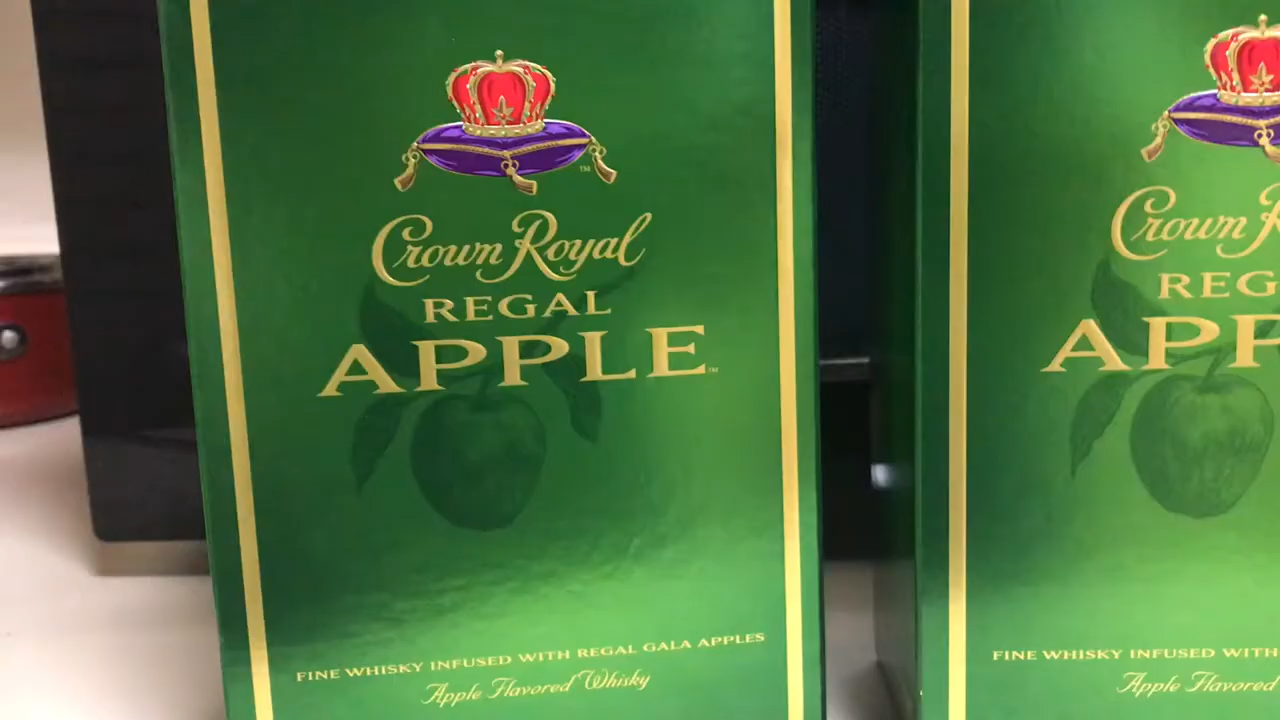 Crown Royal
REGAL
APPLE™
FINE WHISKY INFUSED WITH REGAL GALA APPLES
Apple Flavored Whisky
Crown R
REG
APP
FINE WHISKY INFUSED WITH
Apple Flavored